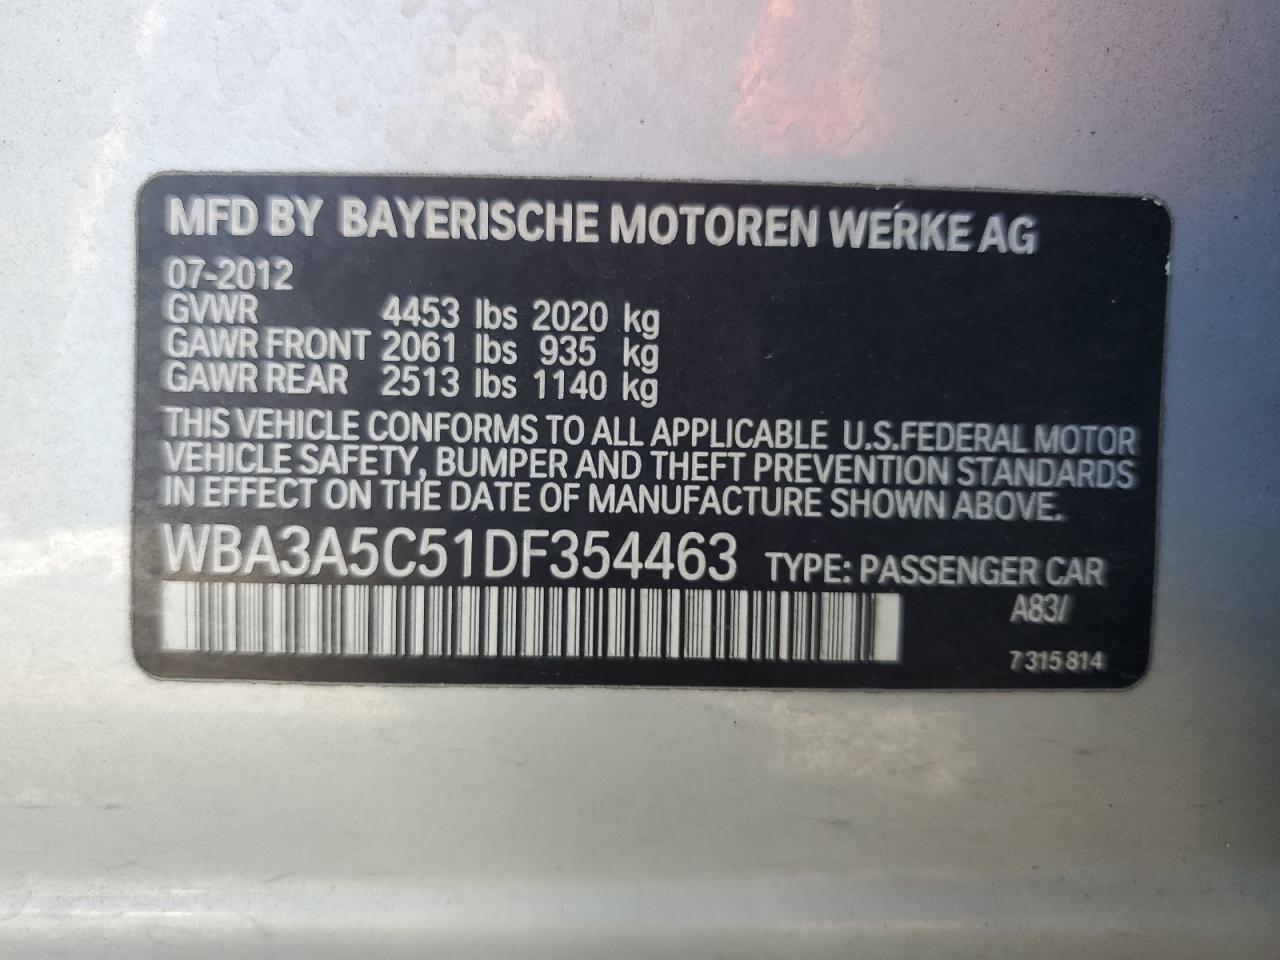 MFD BY BAYERISCHE MOTOREN WERKE AG
07-2012
GVWR 4453 lbs 2020 kg
GAWR FRONT 2061 lbs 935 kg
GAWR REAR 2513 lbs 1140 kg
THIS VEHICLE CONFORMS TO ALL APPLICABLE U.S.FEDERAL MOTOR
VEHICLE SAFETY, BUMPER AND THEFT PREVENTION STANDARDS
IN EFFECT ON THE DATE OF MANUFACTURE SHOWN ABOVE.
WBA3A5C51DF354463 TYPE: PASSENGER CAR
A83/
7 315 814